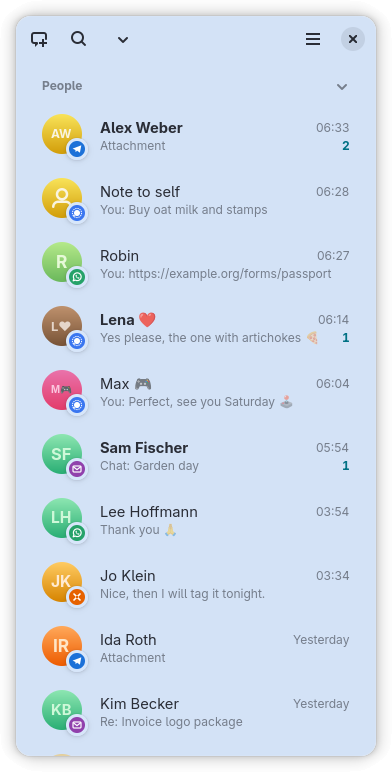 People
AW Alex Weber 06:33
Attachment 2
Note to self 06:28
You: Buy oat milk and stamps
R Robin 06:27
You: https://example.org/forms/passport
L❤ Lena ❤️ 06:14
Yes please, the one with artichokes 🍕 1
M🎮 Max 🎮 06:04
You: Perfect, see you Saturday 🕹️
SF Sam Fischer 05:54
Chat: Garden day 1
LH Lee Hoffmann 03:54
Thank you 🙏
JK Jo Klein 03:34
Nice, then I will tag it tonight.
IR Ida Roth Yesterday
Attachment
KB Kim Becker Yesterday
Re: Invoice logo package